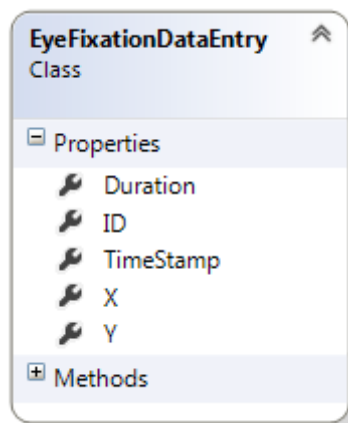 EyeFixationDataEntry
Class
Properties
Duration
ID
TimeStamp
X
Y
Methods